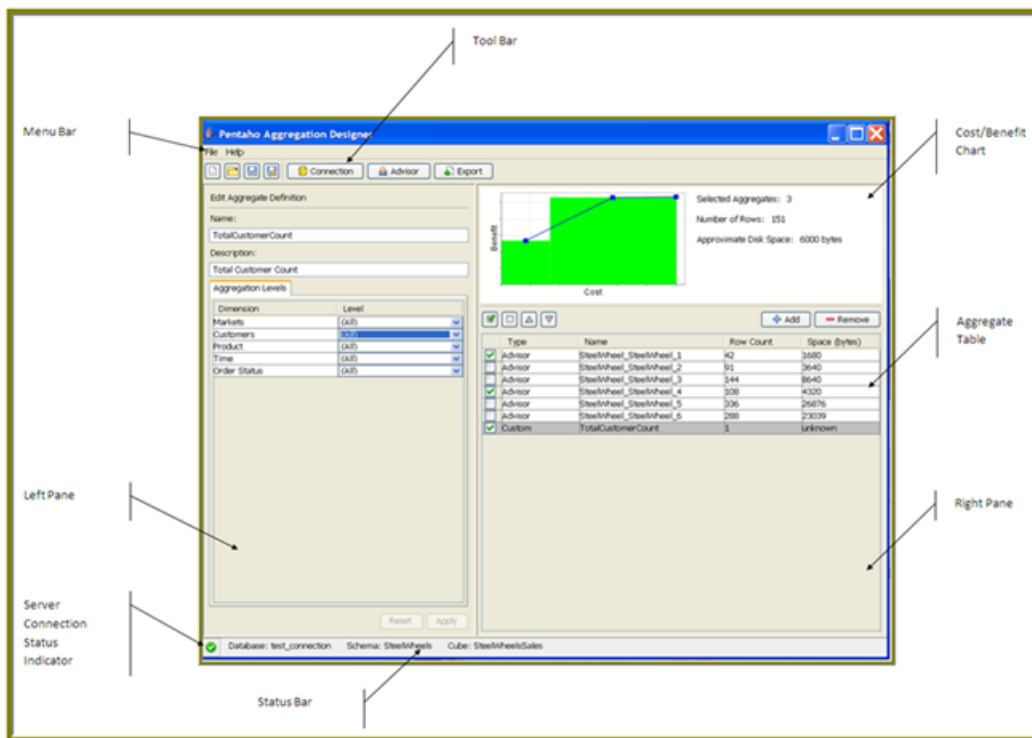 Tool Bar
Menu Bar
Cost/Benefit
Chart
Pentaho Aggregation Designer
File Help
Connection Advisor Export
Edit Aggregate Definition
Name:
TotalCustomerCount
Description:
Total Customer Count
Aggregation Levels
Dimension Level
Markets (All)
Customers (All)
Product (All)
Time (All)
Order Status (All)
Reset Apply
Benefit
Cost
Selected Aggregates: 3
Number of Rows: 151
Approximate Disk Space: 6000 bytes
Add Remove
Type Name Row Count Space (bytes)
Advisor SteelWheel_SteelWheel_1 42 1680
Advisor SteelWheel_SteelWheel_2 91 3640
Advisor SteelWheel_SteelWheel_3 144 8640
Advisor SteelWheel_SteelWheel_4 108 4320
Advisor SteelWheel_SteelWheel_5 336 26876
Advisor SteelWheel_SteelWheel_6 288 23039
Custom TotalCustomerCount 1 unknown
Aggregate
Table
Left Pane
Right Pane
Server
Connection
Status
Indicator
Database: test_connection Schema: SteelWheels Cube: SteelWheelsSales
Status Bar